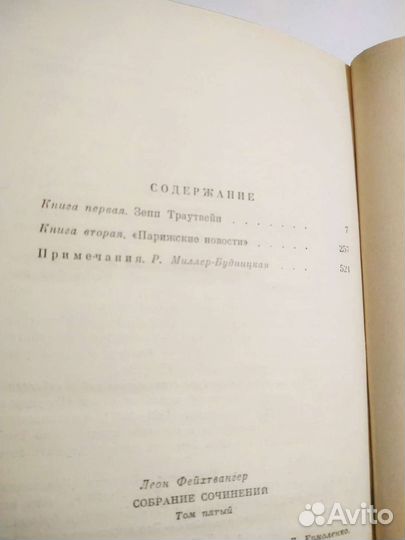 СОДЕРЖАНИЕ
Книга первая. Зепп Траутвейн . . . . . . . 7
Книга вторая. «Парижские новости» . . . . . . 257
Примечания. Р. Миллер-Будницкая . . . . 521
Леон Фейхтвангер
СОБРАНИЕ СОЧИНЕНИЙ
Том пятый
Ермоленко.
Avito